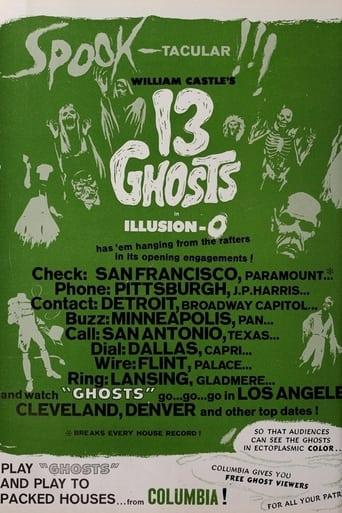 SPOOK—TACULAR!!!
WILLIAM CASTLE'S
13
GHOSTS
in
ILLUSION-O
has 'em hanging from the rafters
in its opening engagements!
Check: SAN FRANCISCO, PARAMOUNT...*
Phone: PITTSBURGH, J.P. HARRIS...
Contact: DETROIT, BROADWAY CAPITOL...
Buzz: MINNEAPOLIS, PAN...
Call: SAN ANTONIO, TEXAS...
Dial: DALLAS, CAPRI...
Wire: FLINT, PALACE...
Ring: LANSING, GLADMERE...
and watch "GHOSTS" go...go...go in LOS ANGELE
CLEVELAND, DENVER and other top dates!
* BREAKS EVERY HOUSE RECORD!
SO THAT AUDIENCES
CAN SEE THE GHOSTS
IN ECTOPLASMIC COLOR...
PLAY "GHOSTS"
AND PLAY TO
PACKED HOUSES...from COLUMBIA!
COLUMBIA GIVES YOU
FREE GHOST VIEWERS
FOR ALL YOUR PATR